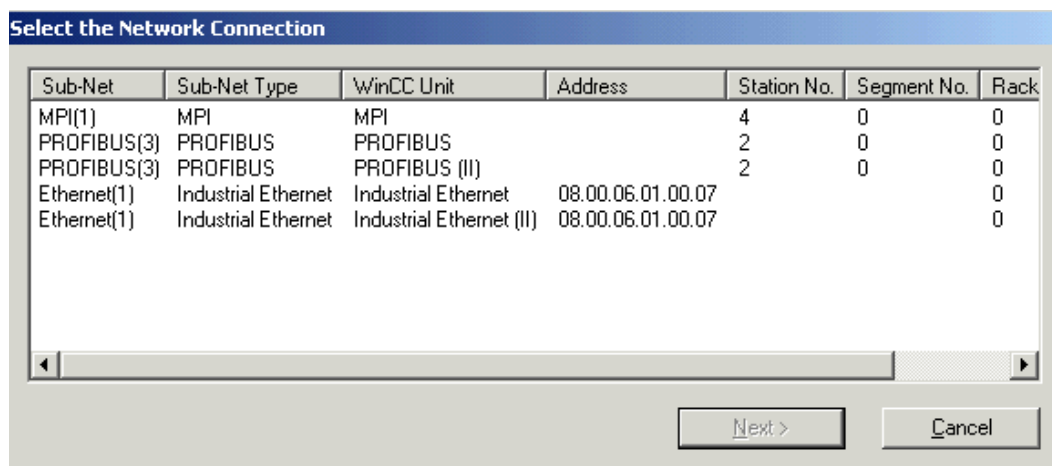 Select the Network Connection
Sub-Net Sub-Net Type WinCC Unit Address Station No. Segment No. Rack
MPI(1) MPI MPI 4 0 0
PROFIBUS(3) PROFIBUS PROFIBUS 2 0 0
PROFIBUS(3) PROFIBUS PROFIBUS (II) 2 0 0
Ethernet(1) Industrial Ethernet Industrial Ethernet 08.00.06.01.00.07 0
Ethernet(1) Industrial Ethernet Industrial Ethernet (II) 08.00.06.01.00.07 0
Next > Cancel